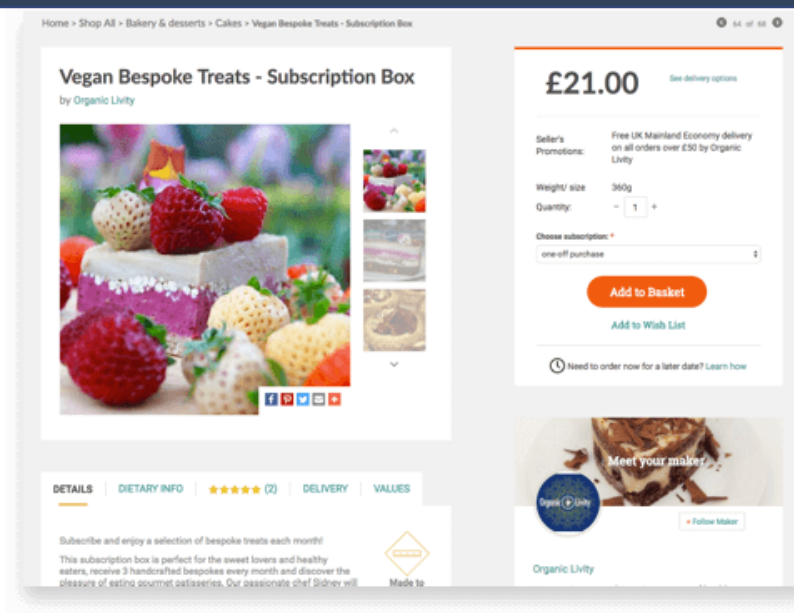 Home > Shop All > Bakery & desserts > Cakes > Vegan Bespoke Treats - Subscription Box
64 of 68
Vegan Bespoke Treats - Subscription Box
by Organic Livity
£21.00
See delivery options
Seller's
Promotions:
Free UK Mainland Economy delivery
on all orders over £50 by Organic
Livity
Weight/ size
360g
Quantity:
- 1 +
Choose subscription: *
one-off purchase
Add to Basket
Add to Wish List
Need to order now for a later date? Learn how
DETAILS
DIETARY INFO
(2)
DELIVERY
VALUES
Subscribe and enjoy a selection of bespoke treats each month!
This subscription box is perfect for the sweet lovers and healthy
eaters, receive 3 handcrafted bespokes every month and discover the
pleasure of eating gourmet patisseries. Our passionate chef Sidney will
Made to
Meet your maker
Organic Livity
+ Follow Maker
Organic Livity